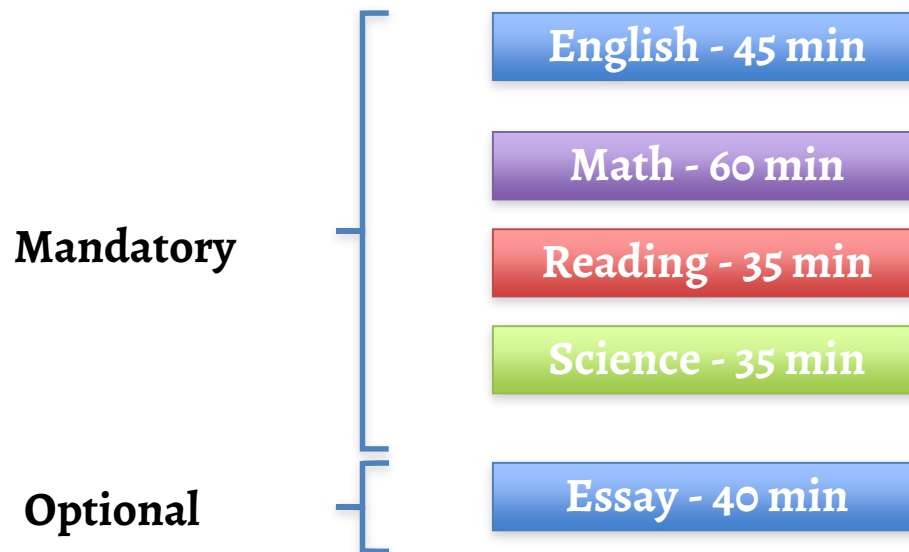 English - 45 min
Math - 60 min
Mandatory
Reading - 35 min
Science - 35 min
Optional
Essay - 40 min